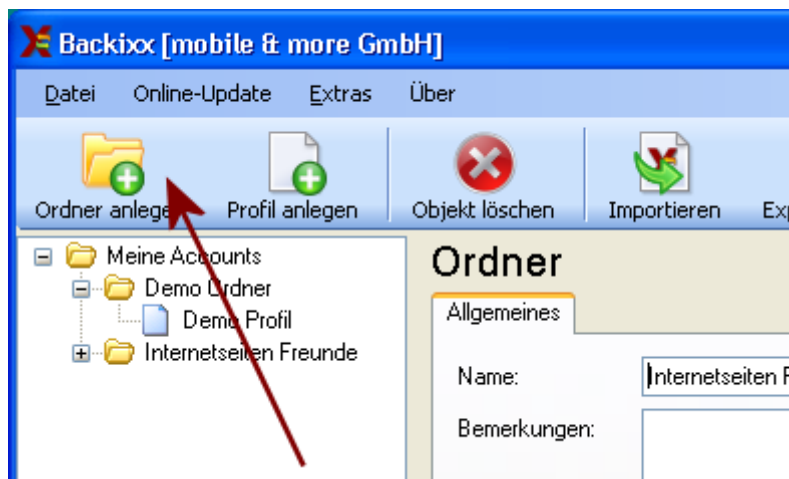 Backixx [mobile & more GmbH]
Datei Online-Update Extras Über
Ordner anlegen Profil anlegen Objekt löschen Importieren Exp
Meine Accounts
Demo Ordner
Demo Profil
Internetseiten Freunde
Ordner
Allgemeines
Name: Internetseiten F
Bemerkungen: